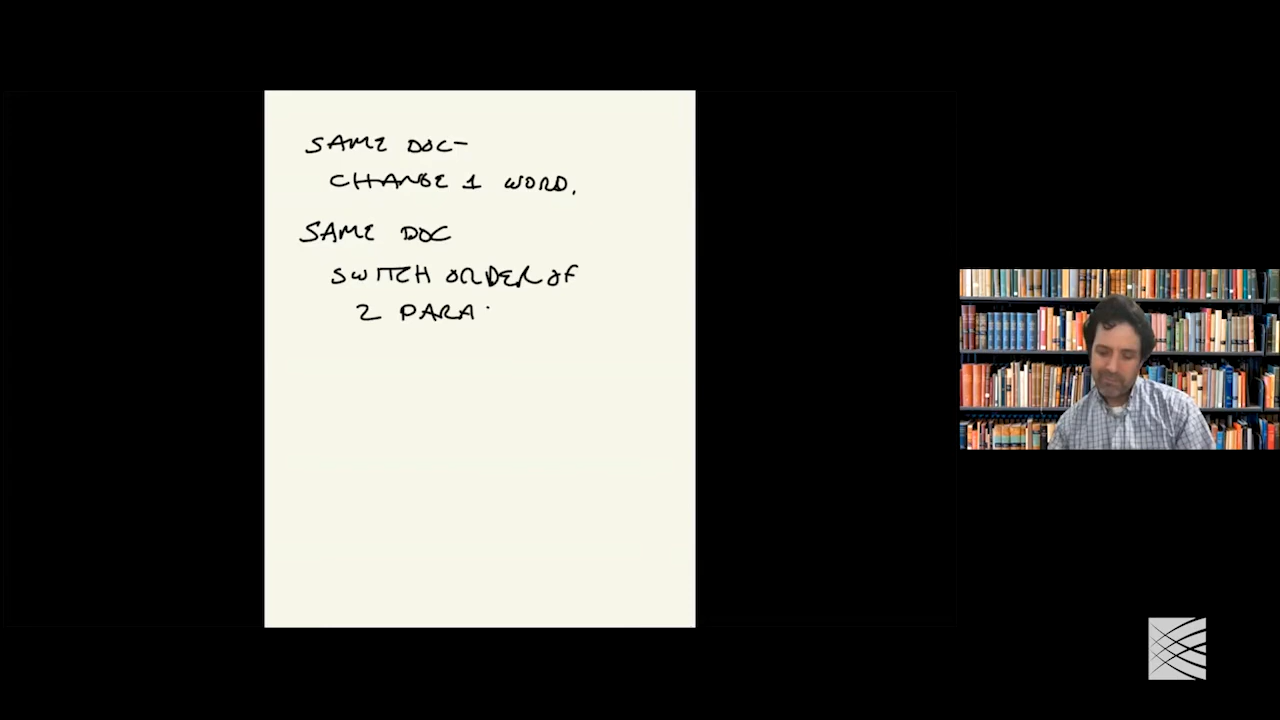 SAME DOC-
CHANGE 1 WORD.
SAME DOC
SWITCH ORDER OF
2 PARA